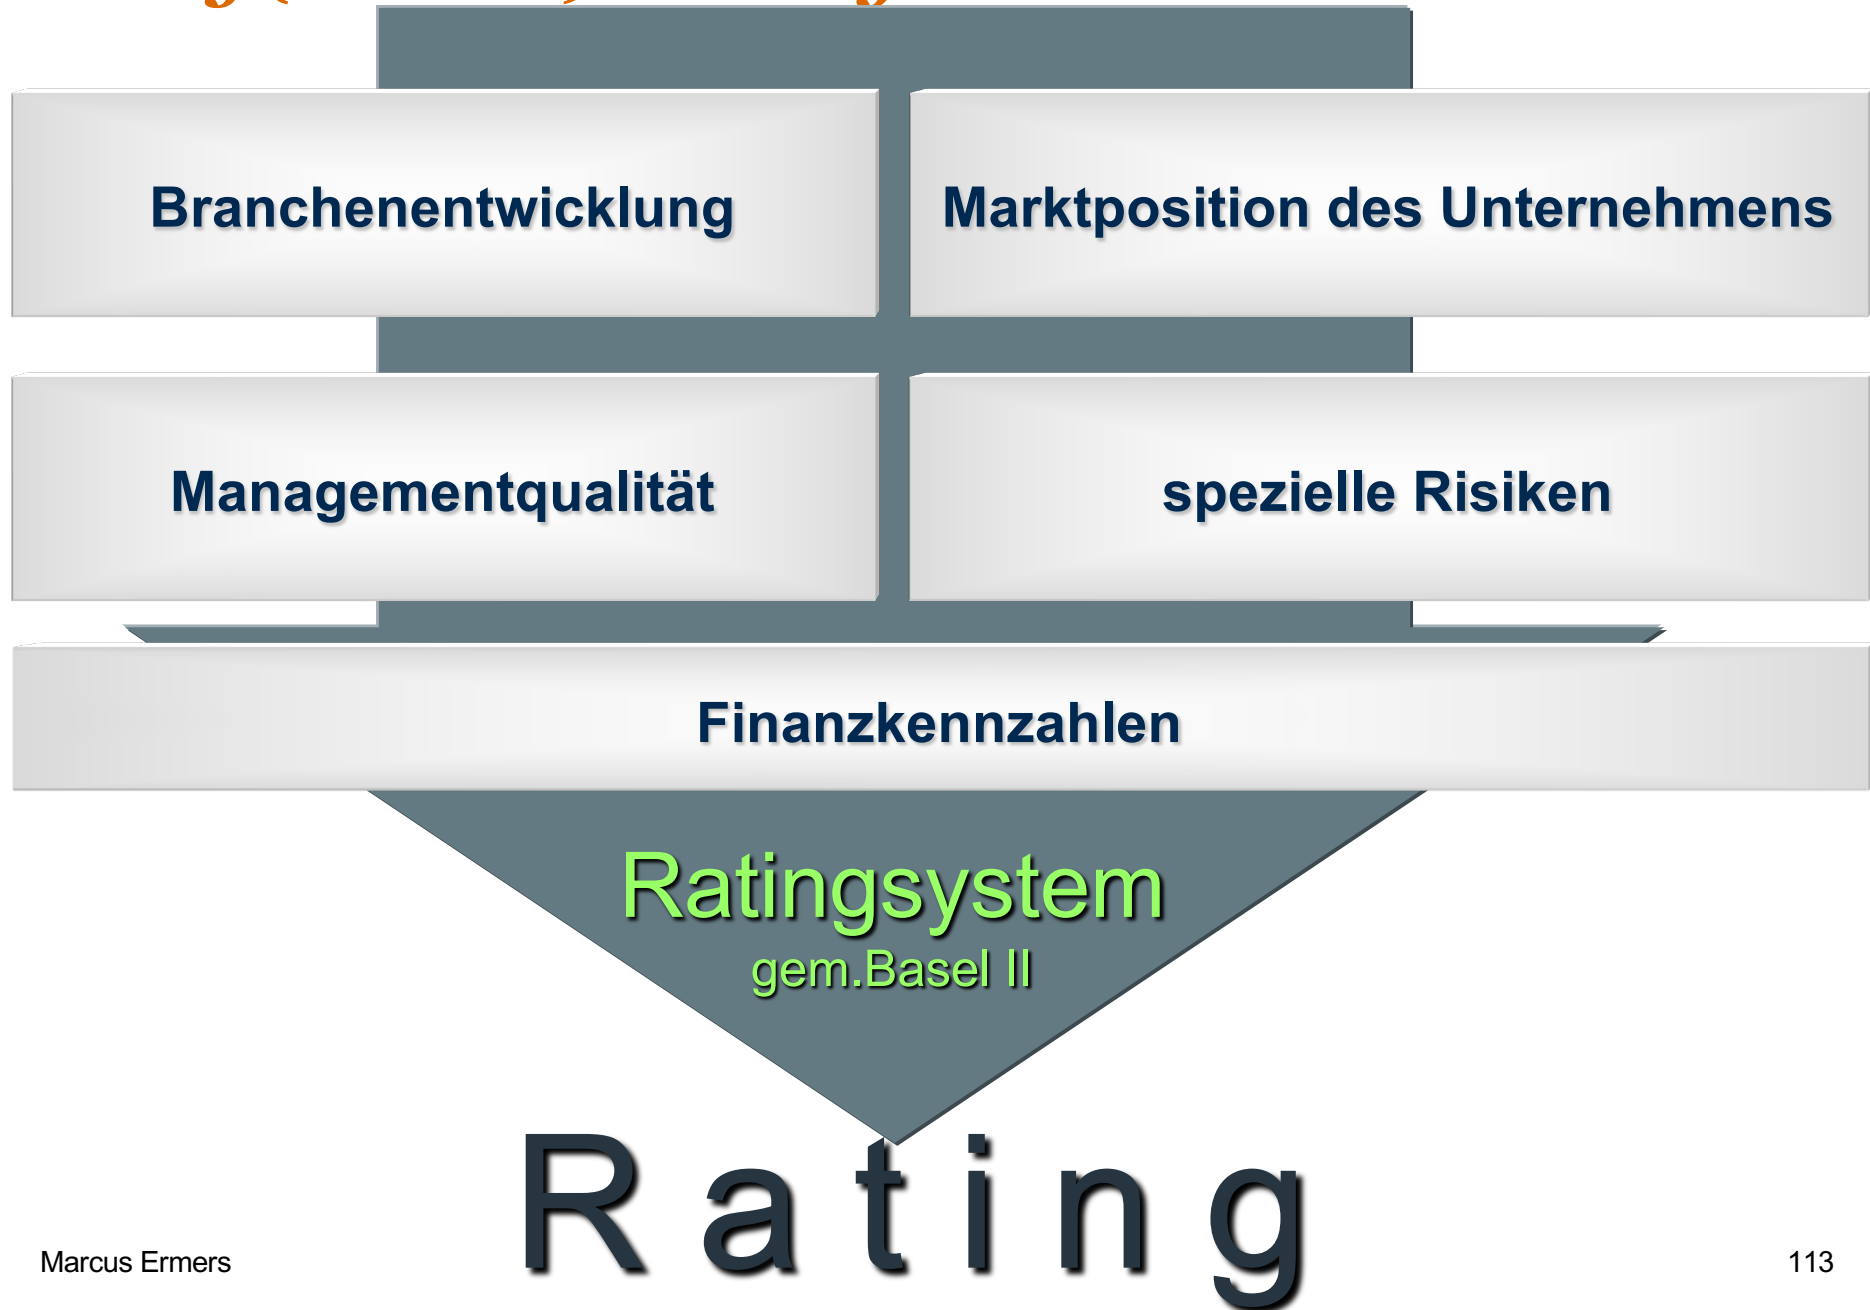 Branchenentwicklung
Marktposition des Unternehmens
Managementqualität
spezielle Risiken
Finanzkennzahlen
Ratingsystem
gem.Basel II
Rating
Marcus Ermers
113